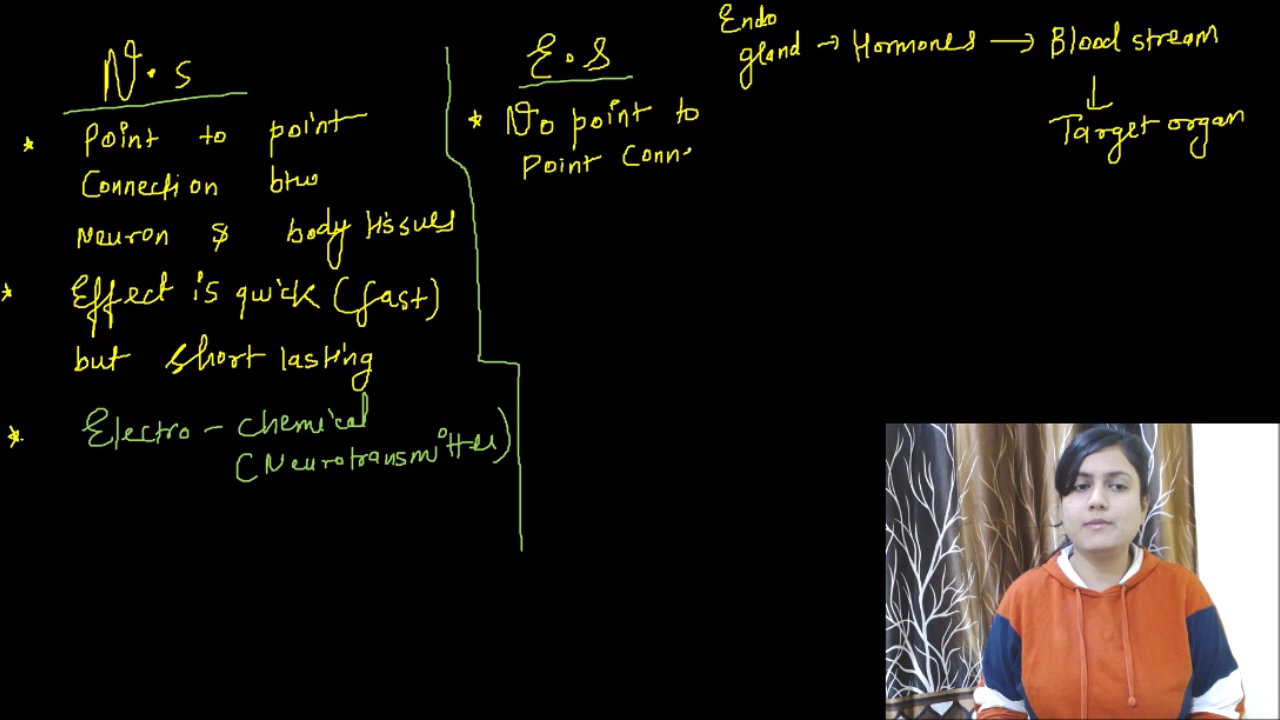 N.S
* Point to point
Connection btw
Neuron & body tissues
* Effect is quick (fast)
but short lasting
* Electro - chemical
(Neurotransmitter)
E.S
* No point to
Point Conn.
Endo
gland → Hormones → Blood stream
↓
Target organ